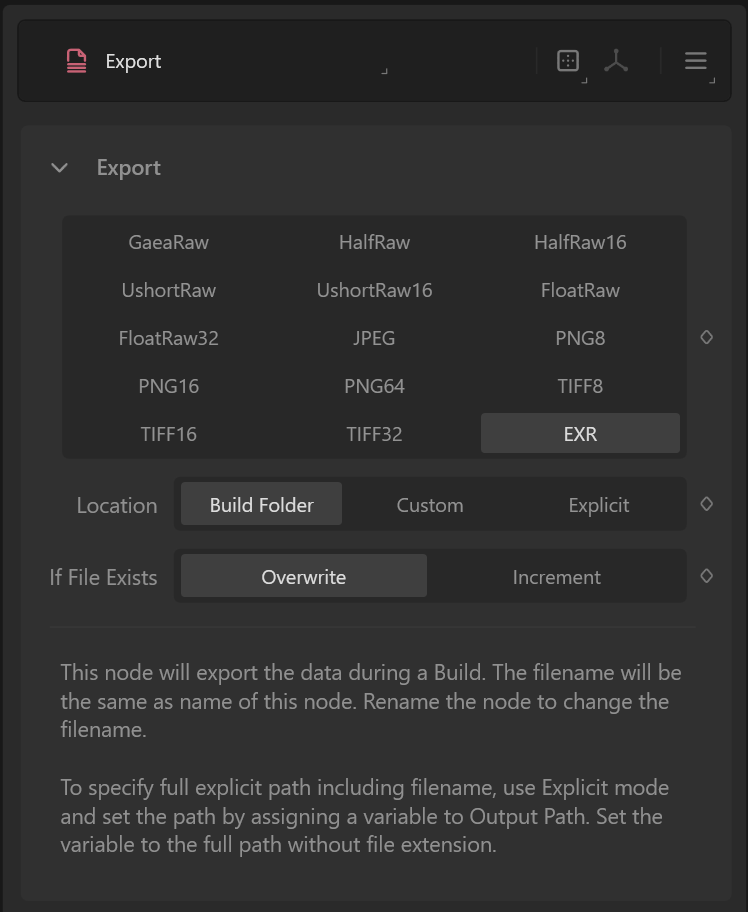 Export
Export
GaeaRaw HalfRaw HalfRaw16
UshortRaw UshortRaw16 FloatRaw
FloatRaw32 JPEG PNG8
PNG16 PNG64 TIFF8
TIFF16 TIFF32 EXR
Location Build Folder Custom Explicit
If File Exists Overwrite Increment
This node will export the data during a Build. The filename will be
the same as name of this node. Rename the node to change the
filename.
To specify full explicit path including filename, use Explicit mode
and set the path by assigning a variable to Output Path. Set the
variable to the full path without file extension.